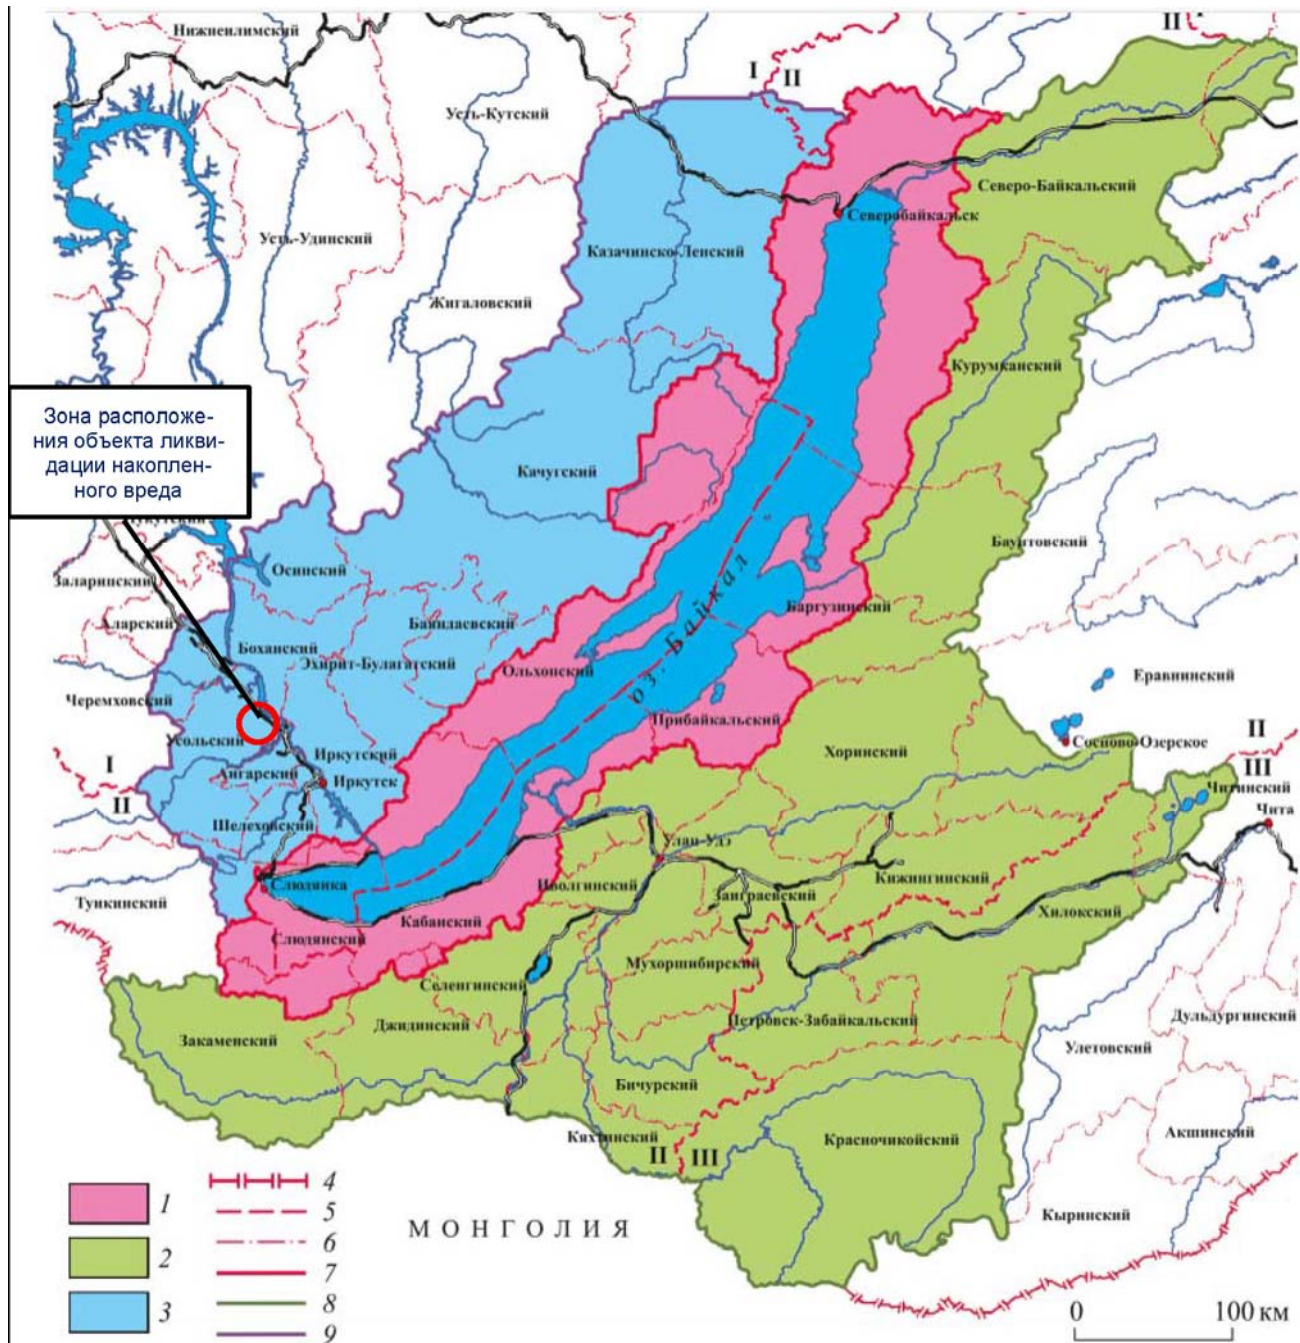 Нижнеилимский
II
I
II
Усть-Кутский
Северо-Байкальский
Северобайкальск
Усть-Удинский
Казачинско-Ленский
Жигаловский
Курумканский
Зона расположе-
ния объекта ликви-
дации накоплен-
ного вреда
Качугский
Баунтовский
Осинский
Заларинский
Баргузинский
Аларский
Баяндаевский
Боханский
Эхирит-Булагатский
оз. Байкал
Ольхонский
Еравнинский
Черемховский
Прибайкальский
Усольский
Сосново-Озерское
II
Иркутский
Хоринский
I
III
Ангарский
Иркутск
Читинский
II
Чита
Шелеховский
Улан-Удэ
Слюдянка
Иволгинский
Кижингинский
Заиграевский
Тункинский
Кабанский
Хилокский
Слюдянский
Мухоршибирский
Селенгинский
Дульдургинский
Джидинский
Петровск-Забайкальский
Закаменский
Улетовский
Бичурский
Акшинский
Кяхтинский
Красночикойский
II
III
1
4
Кыринский
5
МОНГОЛИЯ
2
6
7
8
0
100 км
3
9